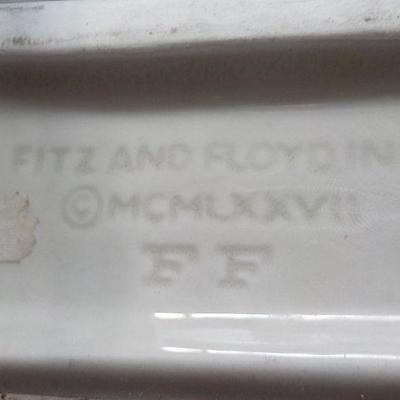 FITZ AND FLOYD IN
©MCMLXXVII
FF